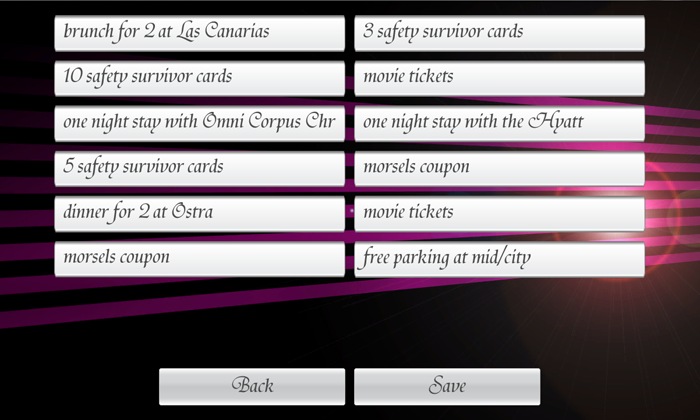 brunch for 2 at Las Canarias
3 safety survivor cards
10 safety survivor cards
movie tickets
one night stay with Omni Corpus Chr
one night stay with the Hyatt
5 safety survivor cards
morsels coupon
dinner for 2 at Ostra
movie tickets
morsels coupon
free parking at mid/city
Back
Save